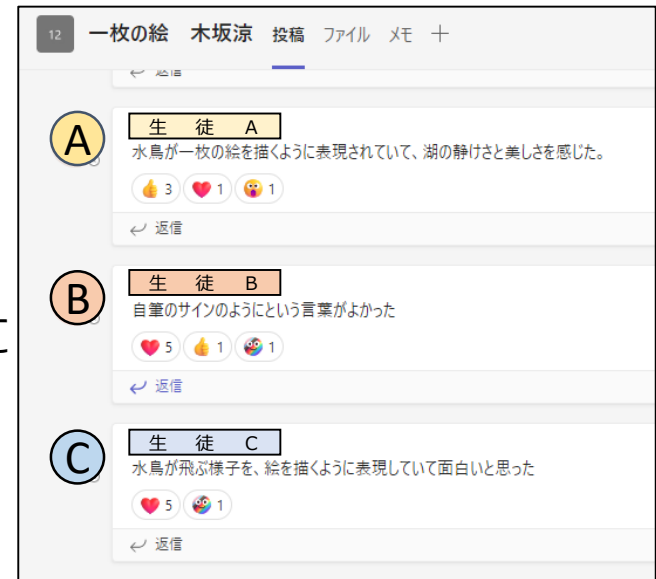 12 一枚の絵 木坂涼 投稿 ファイル メモ +
返信
A 生徒A
水鳥が一枚の絵を描くように表現されていて、湖の静けさと美しさを感じた。
3 1 1
返信
B 生徒B
自筆のサインのようにという言葉がよかった
5 1 1
返信
C 生徒C
水鳥が飛ぶ様子を、絵を描くように表現していて面白いと思った
5 1
返信